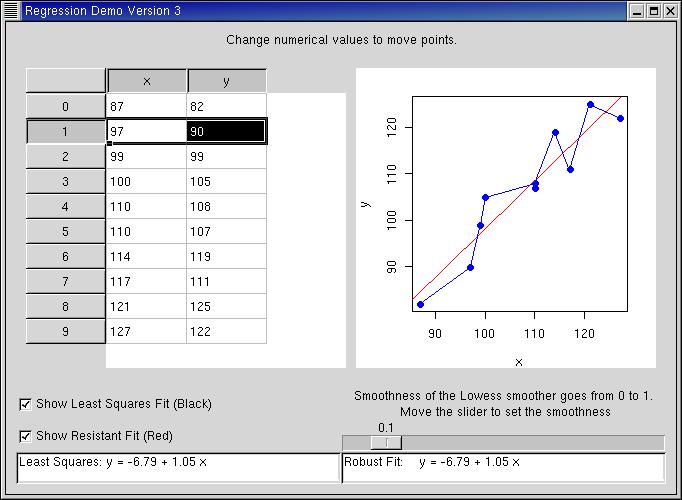 Regression Demo Version 3
Change numerical values to move points.
x y
0 87 82
1 97 90
2 99 99
3 100 105
4 110 108
5 110 107
6 114 119
7 117 111
8 121 125
9 127 122
120
110
100
90
y
90 100 110 120
x
Show Least Squares Fit (Black)
Show Resistant Fit (Red)
Smoothness of the Lowess smoother goes from 0 to 1.
Move the slider to set the smoothness
0.1
Least Squares: y = -6.79 + 1.05 x
Robust Fit: y = -6.79 + 1.05 x